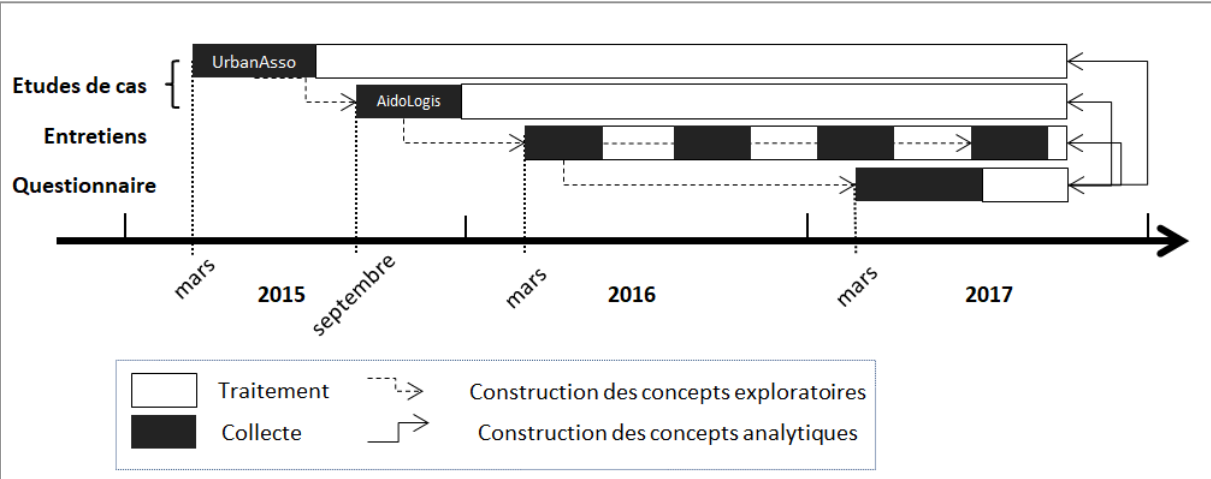 UrbanAsso
Etudes de cas
AidoLogis
Entretiens
Questionnaire
mars
2015
septembre
mars
2016
mars
2017
Traitement
Construction des concepts exploratoires
Collecte
Construction des concepts analytiques